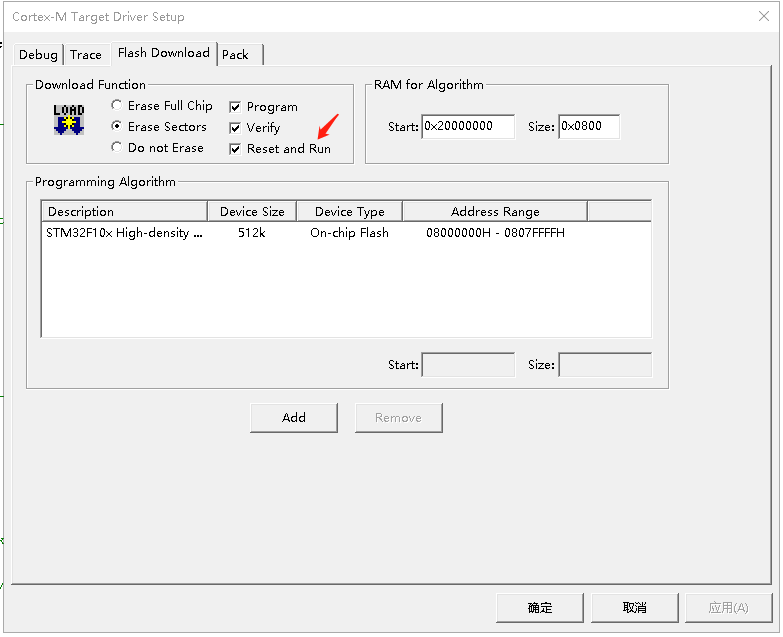 Cortex-M Target Driver Setup
Debug Trace Flash Download Pack
Download Function
LOAD
Erase Full Chip
Erase Sectors
Do not Erase
Program
Verify
Reset and Run
RAM for Algorithm
Start: 0x20000000 Size: 0x0800
Programming Algorithm
Description Device Size Device Type Address Range
STM32F10x High-density ... 512k On-chip Flash 08000000H - 0807FFFFH
Start: Size:
Add Remove
确定 取消 应用(A)